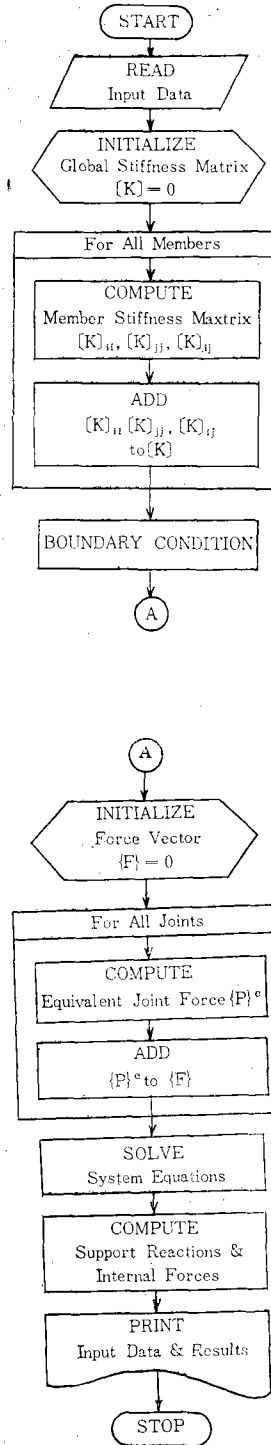 START
READ
Input Data
INITIALIZE
Global Stiffness Matrix
[K] = 0
For All Members
COMPUTE
Member Stiffness Maxtrix
[K]ii, [K]jj, [K]ij
ADD
[K]ii [K]jj, [K]ij
to[K]
BOUNDARY CONDITION
A
A
INITIALIZE
Force Vector
{F} = 0
For All Joints
COMPUTE
Equivalent Joint Force {P}e
ADD
{P}e to {F}
SOLVE
System Equations
COMPUTE
Support Reactions &
Internal Forces
PRINT
Input Data & Results
STOP